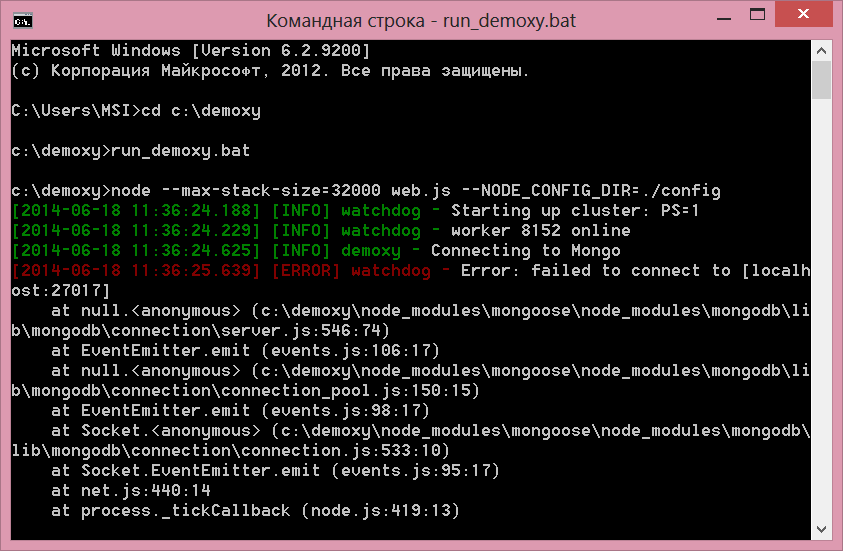 Командная строка - run_demoxy.bat
Microsoft Windows [Version 6.2.9200]
(c) Корпорация Майкрософт, 2012. Все права защищены.
C:\Users\MSI>cd c:\demoxy
c:\demoxy>run_demoxy.bat
c:\demoxy>node --max-stack-size=32000 web.js --NODE_CONFIG_DIR=./config
[2014-06-18 11:36:24.188] [INFO] watchdog - Starting up cluster: PS=1
[2014-06-18 11:36:24.229] [INFO] watchdog - worker 8152 online
[2014-06-18 11:36:24.625] [INFO] demoxy - Connecting to Mongo
[2014-06-18 11:36:25.639] [ERROR] watchdog - Error: failed to connect to [localh
ost:27017]
    at null.<anonymous> (c:\demoxy\node_modules\mongoose\node_modules\mongodb\li
b\mongodb\connection\server.js:546:74)
    at EventEmitter.emit (events.js:106:17)
    at null.<anonymous> (c:\demoxy\node_modules\mongoose\node_modules\mongodb\li
b\mongodb\connection\connection_pool.js:150:15)
    at EventEmitter.emit (events.js:98:17)
    at Socket.<anonymous> (c:\demoxy\node_modules\mongoose\node_modules\mongodb\
lib\mongodb\connection\connection.js:533:10)
    at Socket.EventEmitter.emit (events.js:95:17)
    at net.js:440:14
    at process._tickCallback (node.js:419:13)